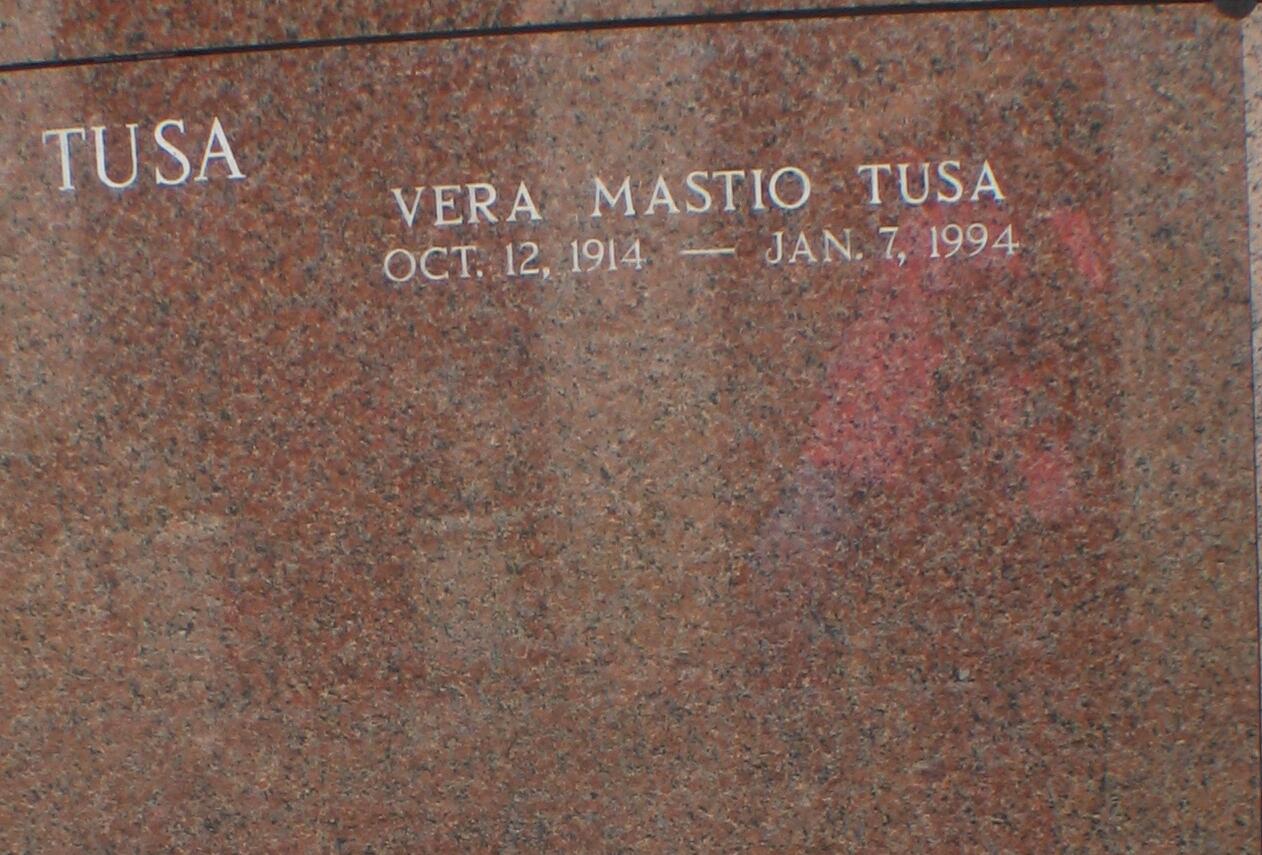 TUSA
VERA MASTIO TUSA
OCT. 12, 1914 — JAN. 7, 1994